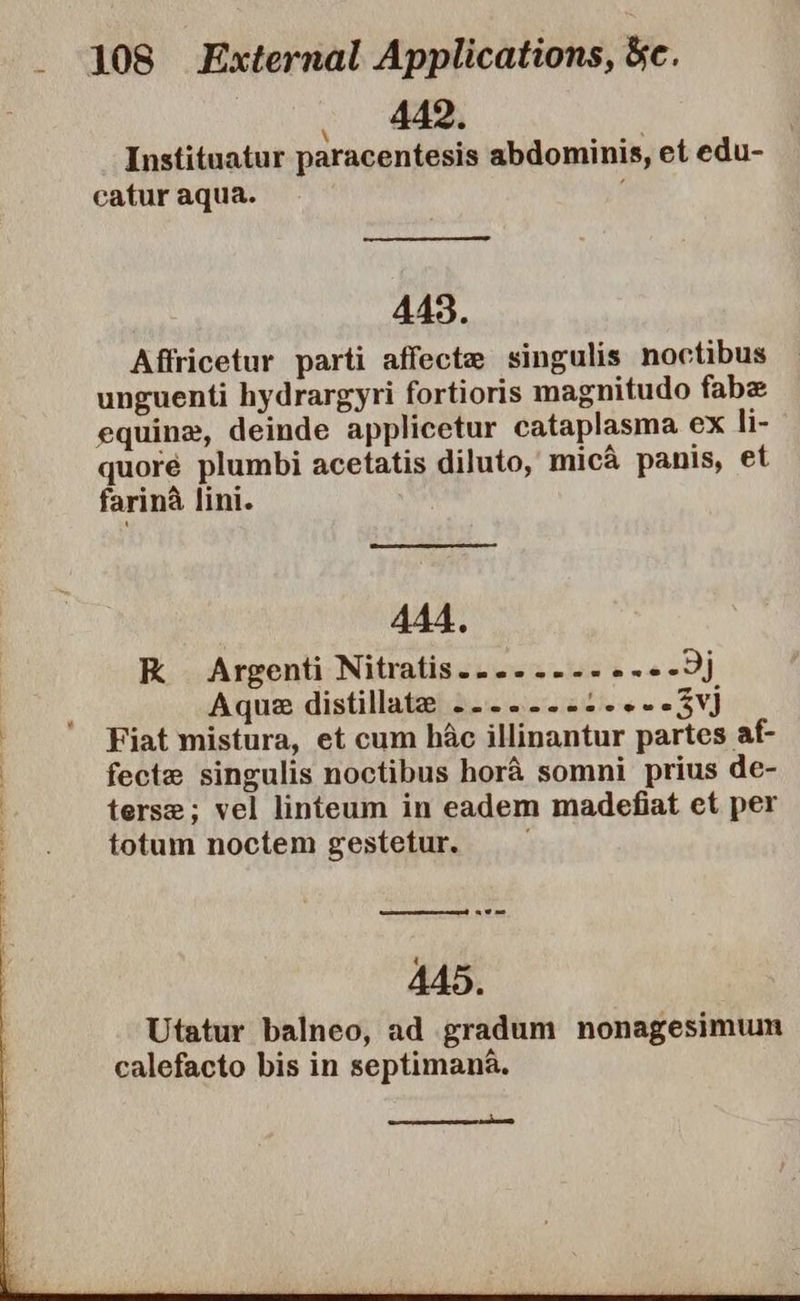 108 External Applications, &c.
442.
Instituatur paracentesis abdominis, et edu-
catur aqua.
443.
Affricetur parti affectæ singulis noctibus
unguenti hydrargyri fortioris magnitudo fabæ
equinæ, deinde applicetur cataplasma ex li-
quore plumbi acetatis diluto, micâ panis, et
farinâ lini.
444.
℞ Argenti Nitratis.............℈j
Aquæ distillatæ ..............℥vj
Fiat mistura, et cum hâc illinantur partes af-
fectæ singulis noctibus horâ somni prius de-
tersæ; vel linteum in eadem madefiat et per
totum noctem gestetur.
445.
Utatur balneo, ad gradum nonagesimum
calefacto bis in septimanâ.